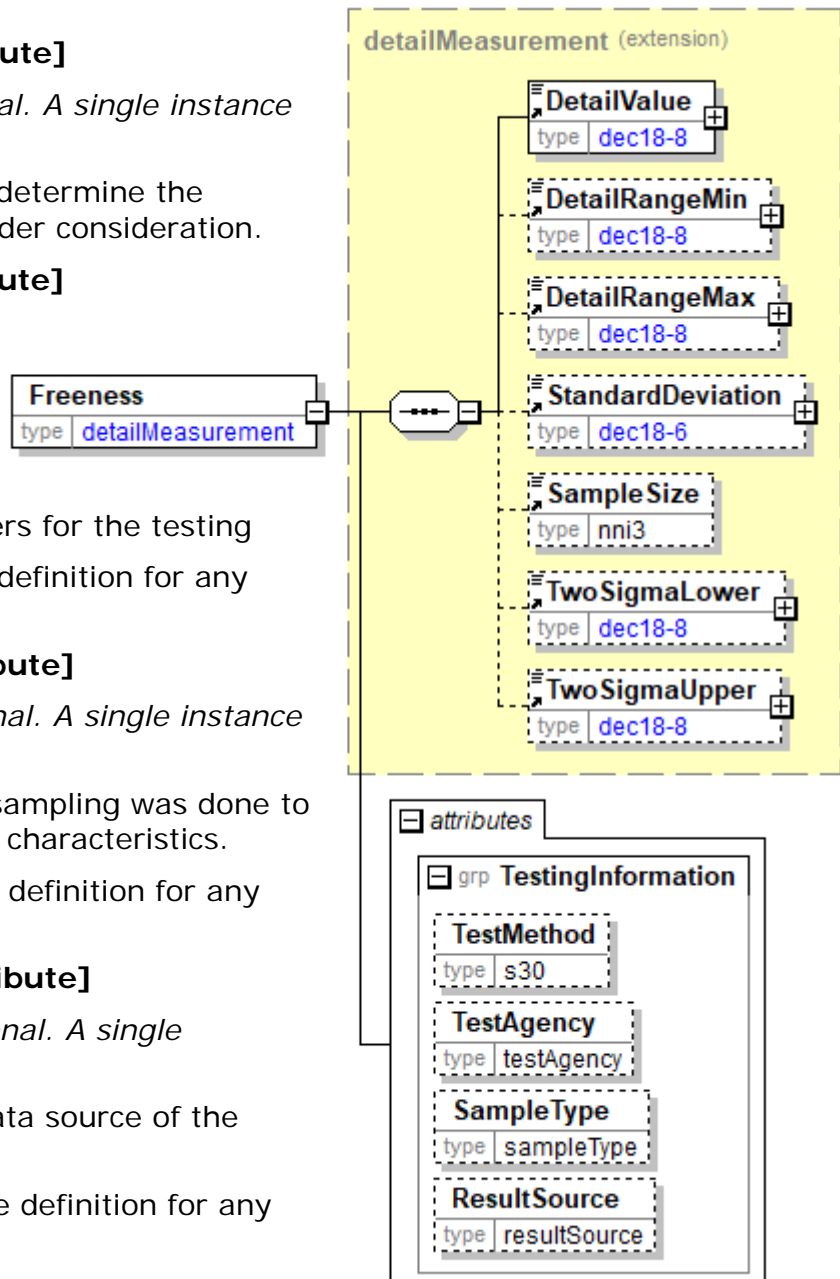 ute]
al. A single instance
determine the
der consideration.
ute]
ers for the testing
definition for any
bute]
nal. A single instance
sampling was done to
characteristics.
definition for any
ibute]
onal. A single
ata source of the
e definition for any
Freeness
type detailMeasurement
detailMeasurement (extension)
DetailValue
type dec18-8
DetailRangeMin
type dec18-8
DetailRangeMax
type dec18-8
StandardDeviation
type dec18-6
SampleSize
type nni3
TwoSigmaLower
type dec18-8
TwoSigmaUpper
type dec18-8
attributes
grp TestingInformation
TestMethod
type s30
TestAgency
type testAgency
SampleType
type sampleType
ResultSource
type resultSource